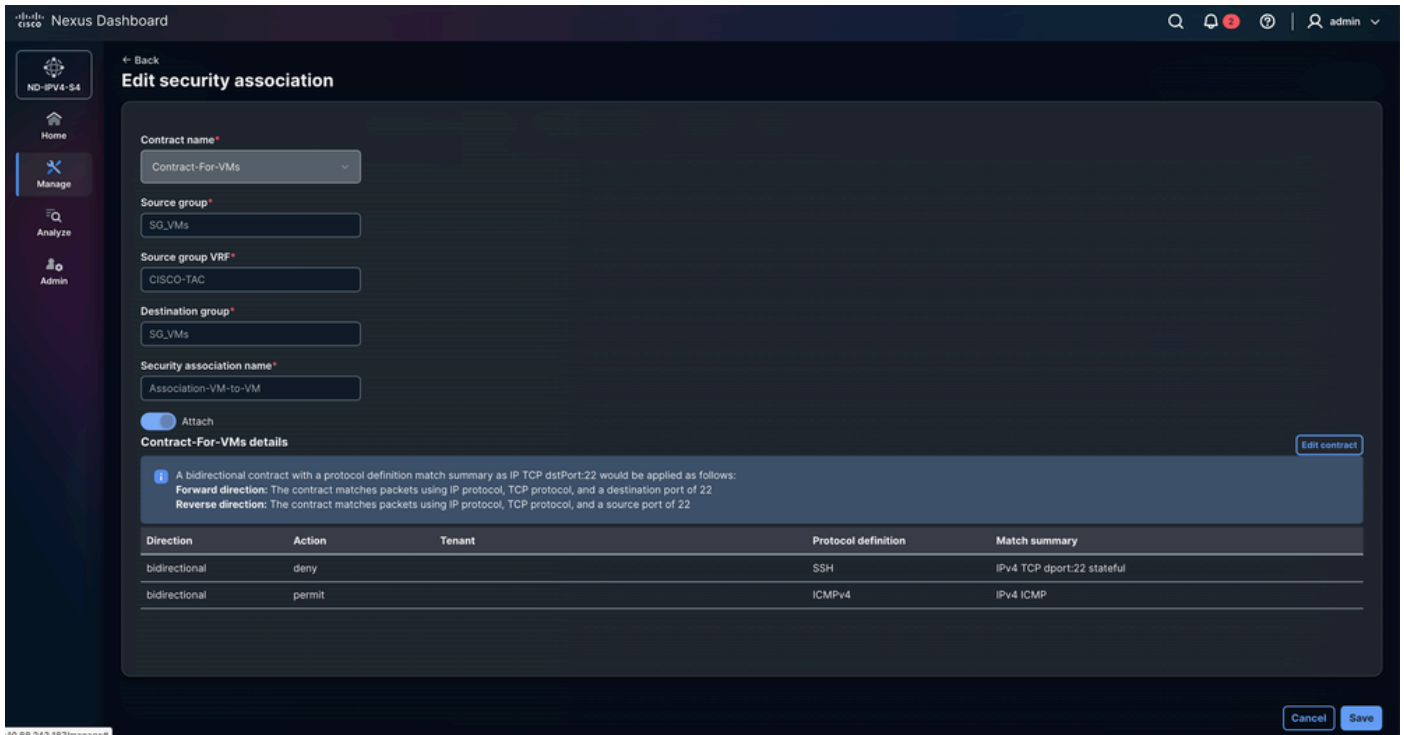 cisco Nexus Dashboard
2
admin
ND-IPV4-S4
Home
Manage
Analyze
Admin
← Back
Edit security association
Contract name*
Contract-For-VMs
Source group*
SG_VMs
Source group VRF*
CISCO-TAC
Destination group*
SG_VMs
Security association name*
Association-VM-to-VM
Attach
Contract-For-VMs details
Edit contract
A bidirectional contract with a protocol definition match summary as IP TCP dstPort:22 would be applied as follows:
Forward direction: The contract matches packets using IP protocol, TCP protocol, and a destination port of 22
Reverse direction: The contract matches packets using IP protocol, TCP protocol, and a source port of 22
Direction Action Tenant Protocol definition Match summary
bidirectional deny SSH IPv4 TCP dport:22 stateful
bidirectional permit ICMPv4 IPv4 ICMP
Cancel Save